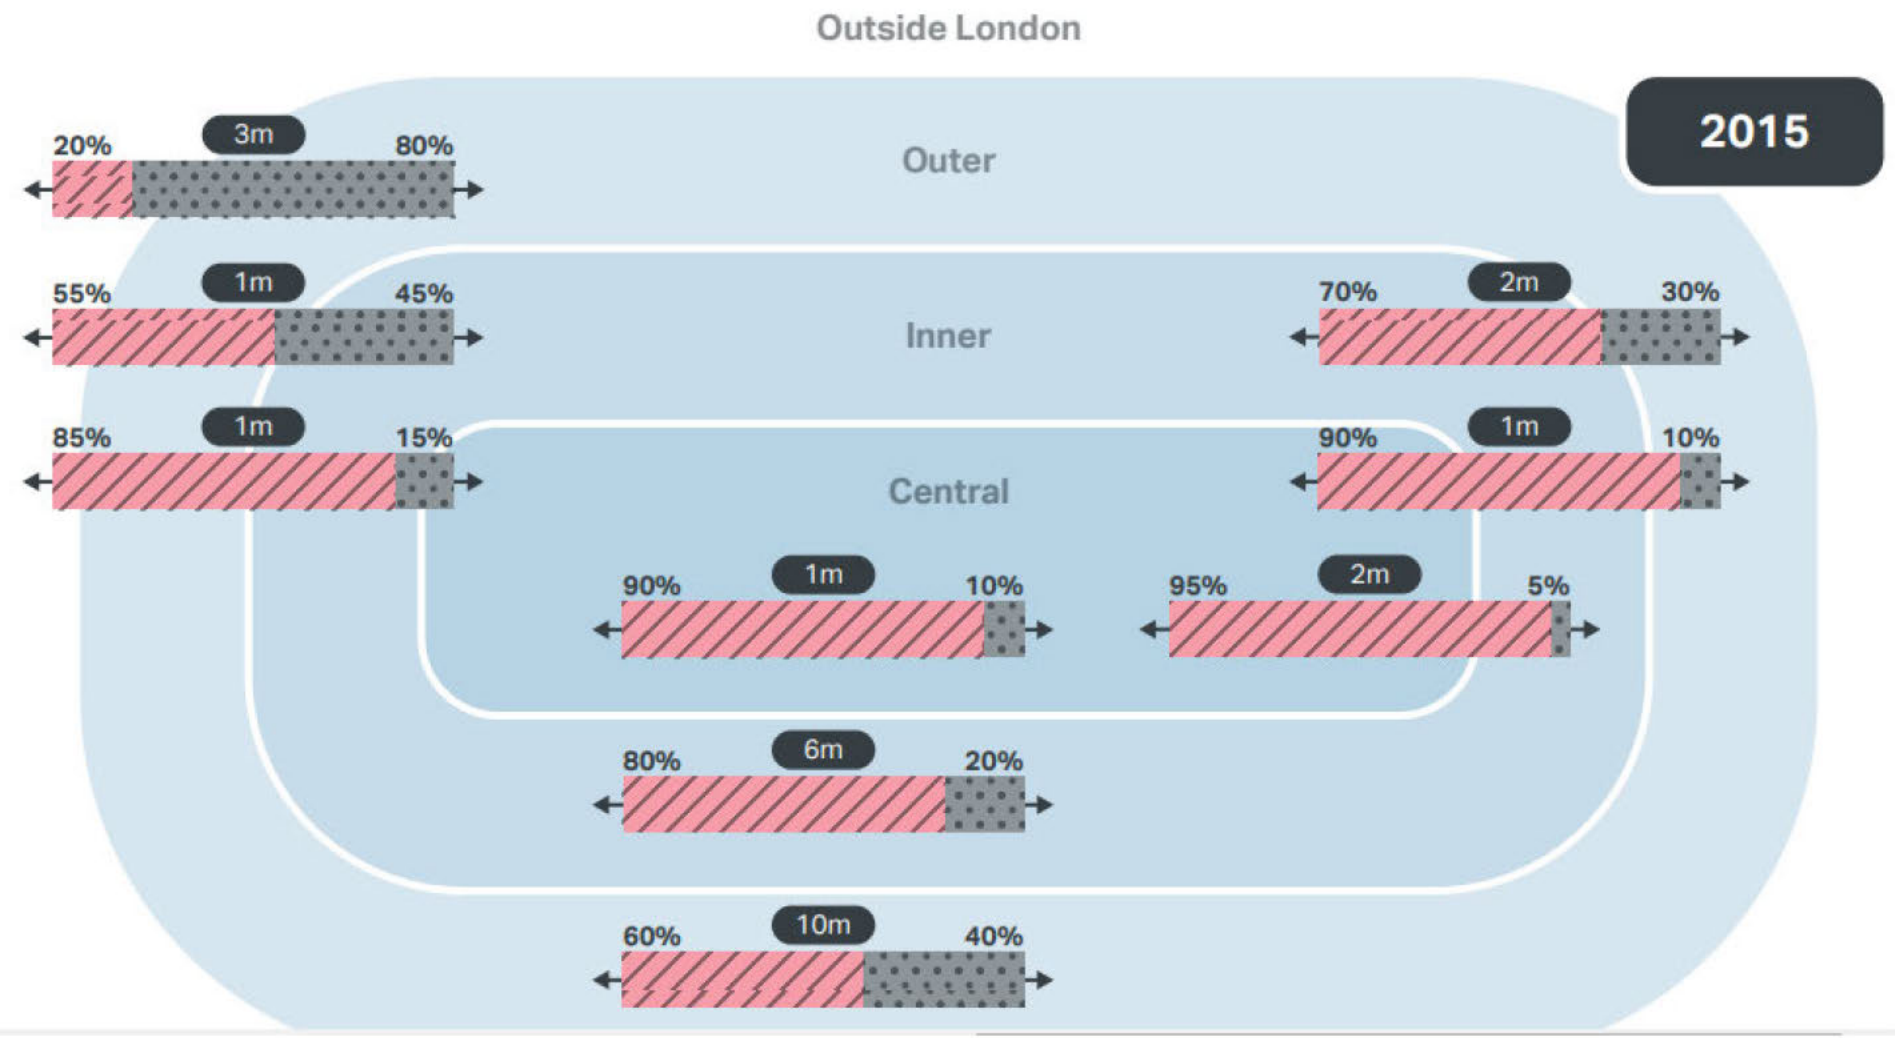 Outside London
2015
3m
20% 80%
Outer
1m
55% 45%
2m
70% 30%
Inner
1m
85% 15%
1m
90% 10%
Central
1m
90% 10%
2m
95% 5%
6m
80% 20%
10m
60% 40%